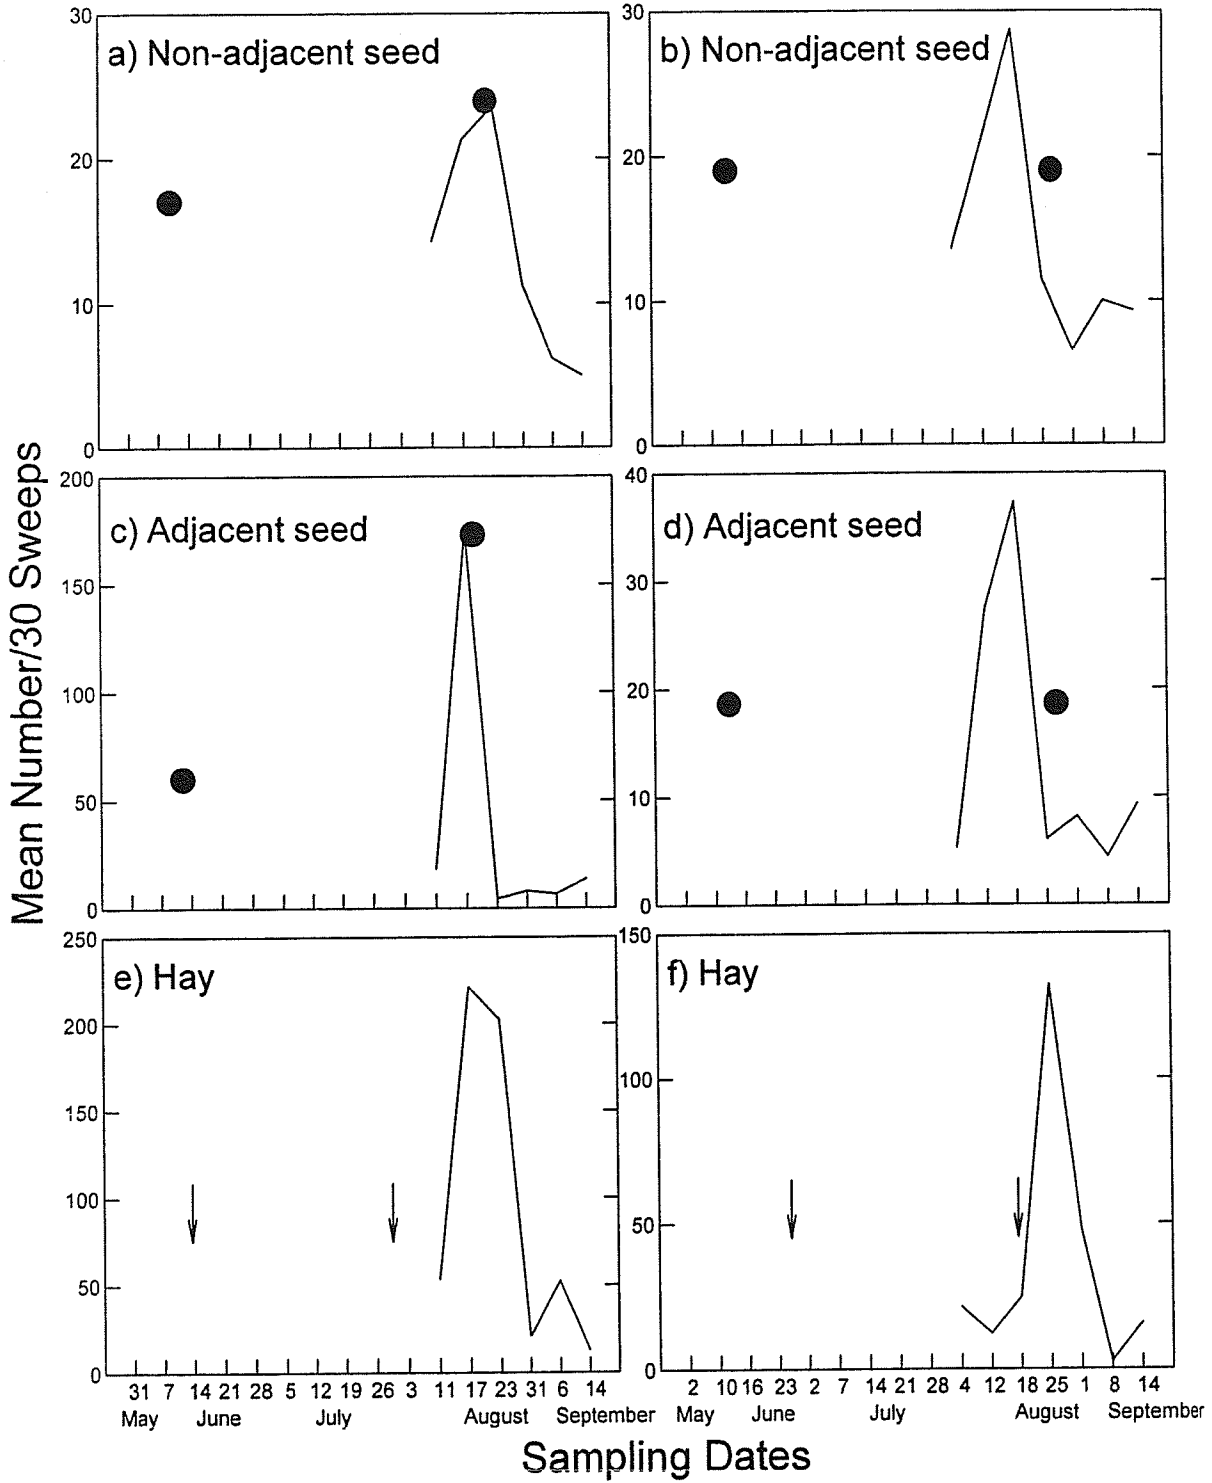 a) Non-adjacent seed
30
20
10
0
b) Non-adjacent seed
30
20
10
0
Mean Number/30 Sweeps
c) Adjacent seed
200
150
100
50
0
d) Adjacent seed
40
30
20
10
0
e) Hay
250
200
150
100
50
0
f) Hay
150
100
50
0
31 7 14 21 28 5 12 19 26 3 11 17 23 31 6 14
May June July August September
2 10 16 23 2 7 14 21 28 4 12 18 25 1 8 14
May June July August September
Sampling Dates